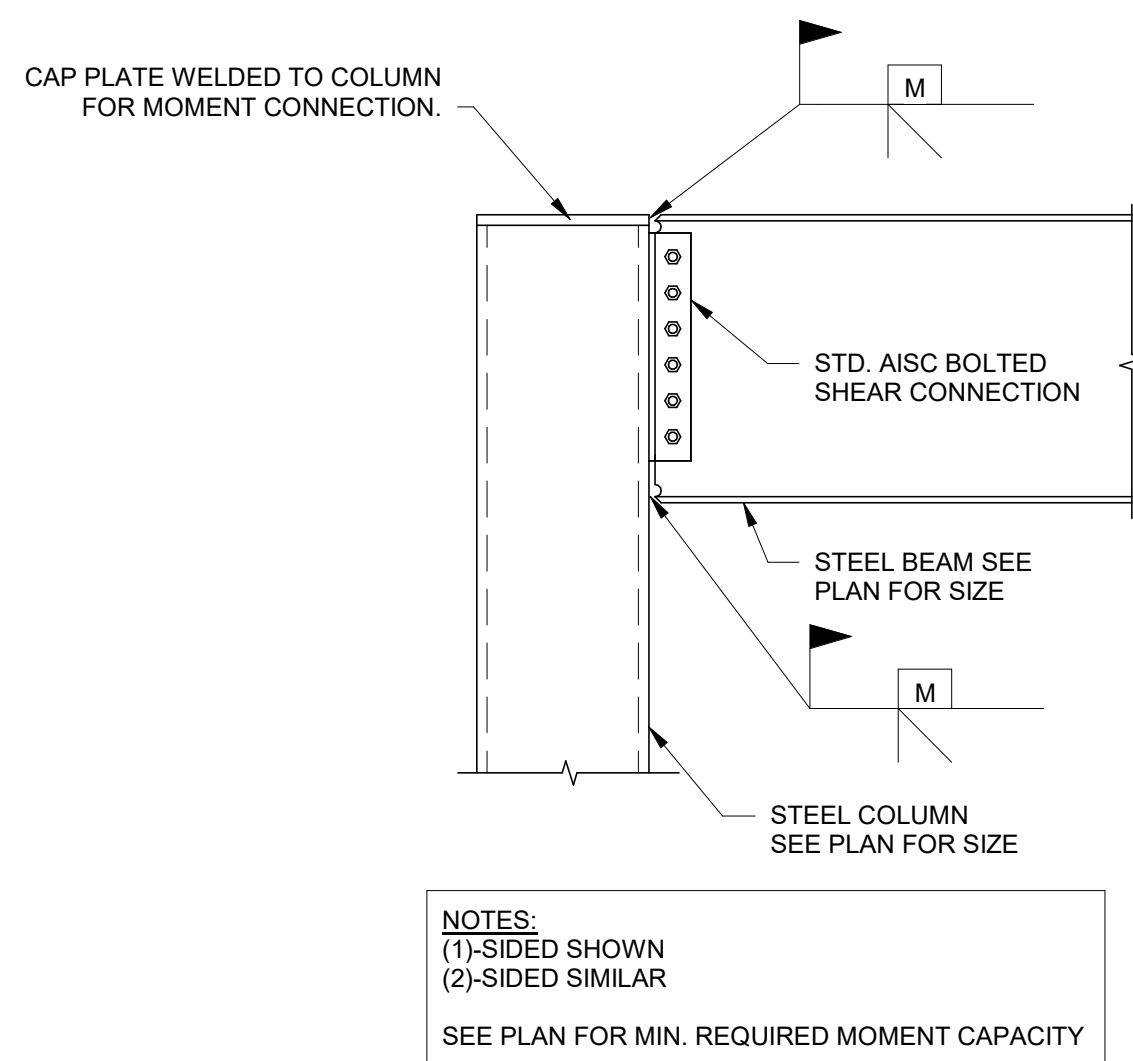 CAP PLATE WELDED TO COLUMN
FOR MOMENT CONNECTION.
M
STD. AISC BOLTED
SHEAR CONNECTION
STEEL BEAM SEE
PLAN FOR SIZE
M
STEEL COLUMN
SEE PLAN FOR SIZE
NOTES:
(1)-SIDED SHOWN
(2)-SIDED SIMILAR
SEE PLAN FOR MIN. REQUIRED MOMENT CAPACITY